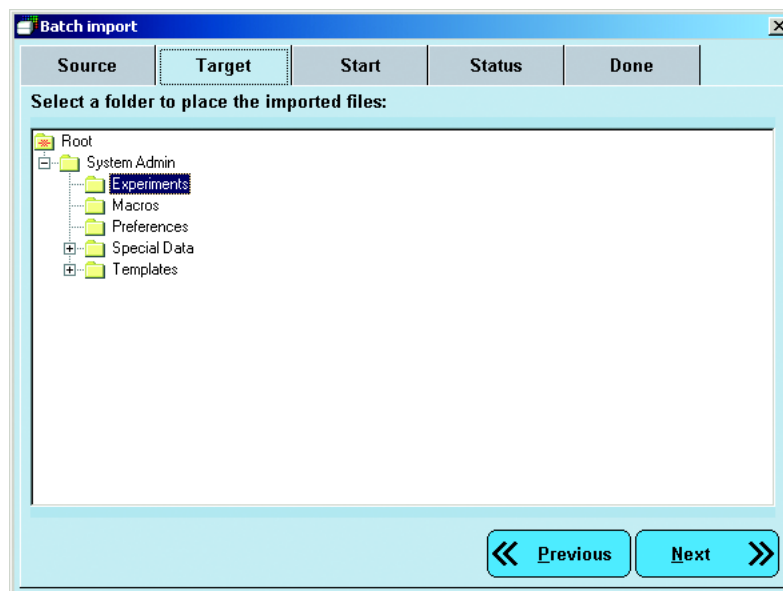 Batch import
Source Target Start Status Done
Select a folder to place the imported files:
Root
System Admin
Experiments
Macros
Preferences
Special Data
Templates
Previous Next